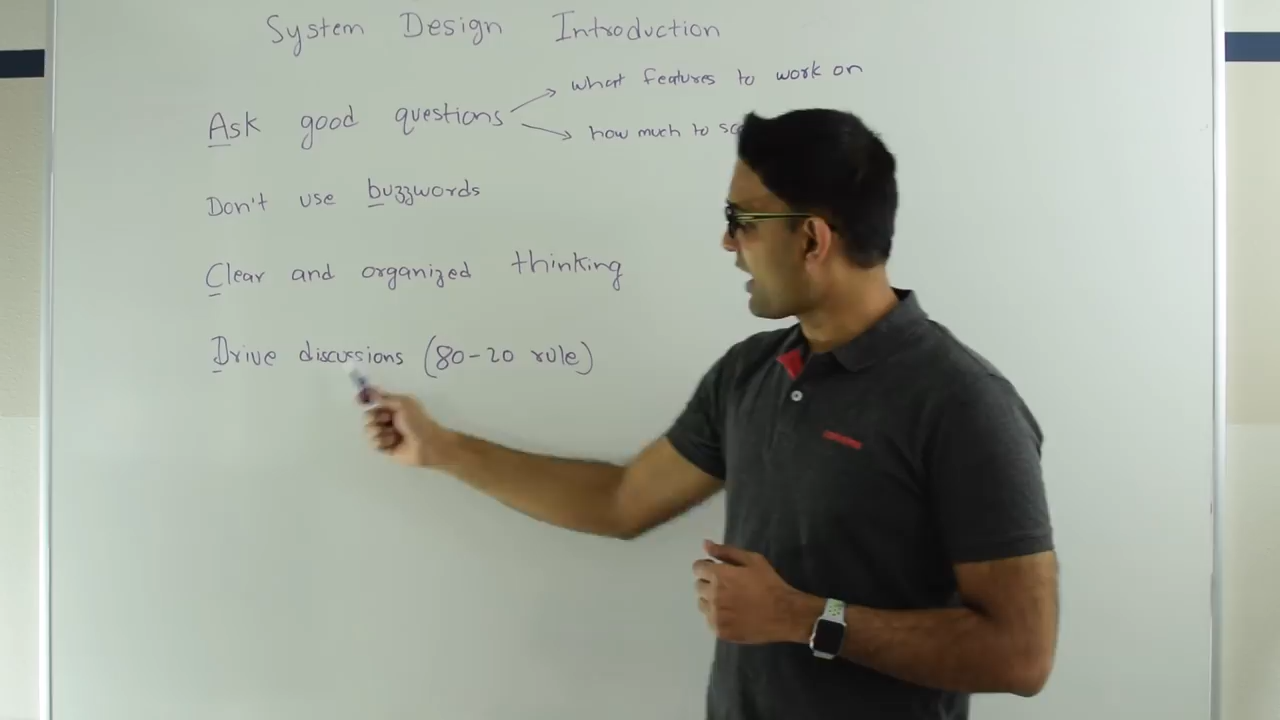 System Design Introduction
Ask good questions
what features to work on
how much to
Don't use buzzwords
Clear and organized thinking
Drive discussions (80-20 rule)